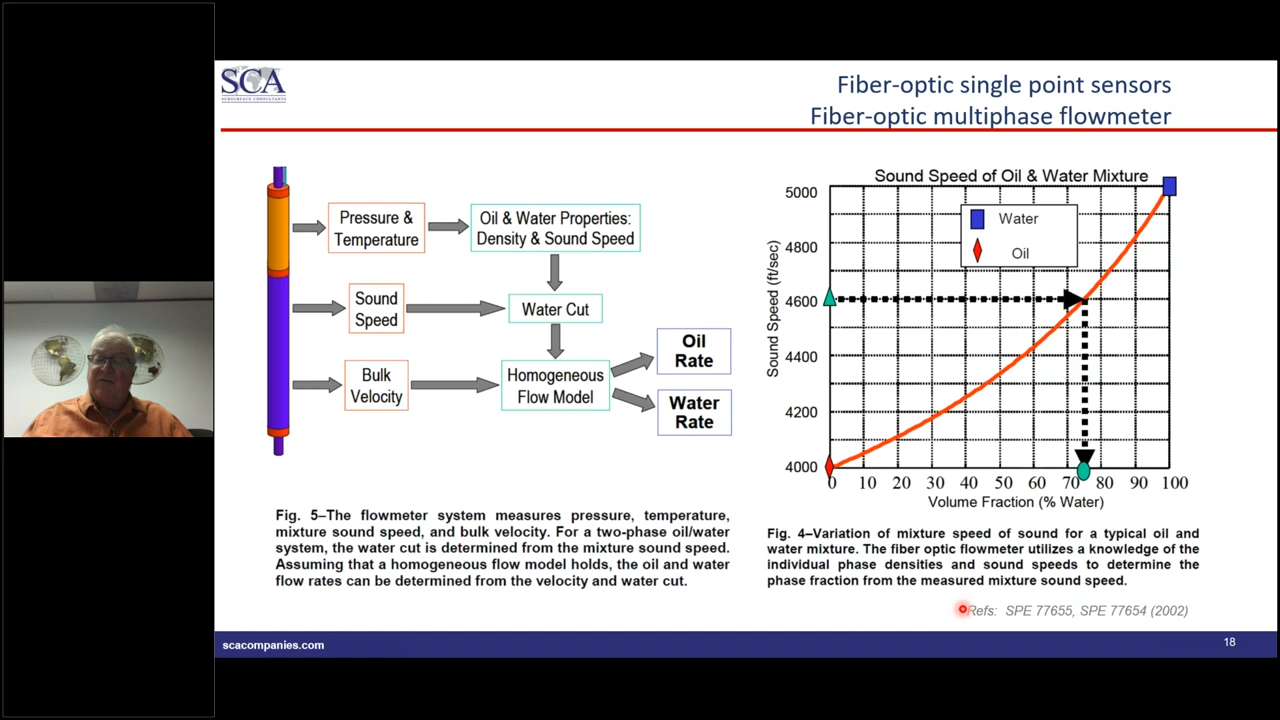 SCA
SUBSURFACE CONSULTANTS
Fiber-optic single point sensors
Fiber-optic multiphase flowmeter
Pressure &
Temperature
Oil & Water Properties:
Density & Sound Speed
Sound
Speed
Water Cut
Bulk
Velocity
Homogeneous
Flow Model
Oil
Rate
Water
Rate
Fig. 5–The flowmeter system measures pressure, temperature,
mixture sound speed, and bulk velocity. For a two-phase oil/water
system, the water cut is determined from the mixture sound speed.
Assuming that a homogeneous flow model holds, the oil and water
flow rates can be determined from the velocity and water cut.
Sound Speed of Oil & Water Mixture
Water
Oil
Sound Speed (ft/sec)
5000
4800
4600
4400
4200
4000
0 10 20 30 40 50 60 70 80 90 100
Volume Fraction (% Water)
Fig. 4–Variation of mixture speed of sound for a typical oil and
water mixture. The fiber optic flowmeter utilizes a knowledge of the
individual phase densities and sound speeds to determine the
phase fraction from the measured mixture sound speed.
Refs: SPE 77655, SPE 77654 (2002)
scacompanies.com
18